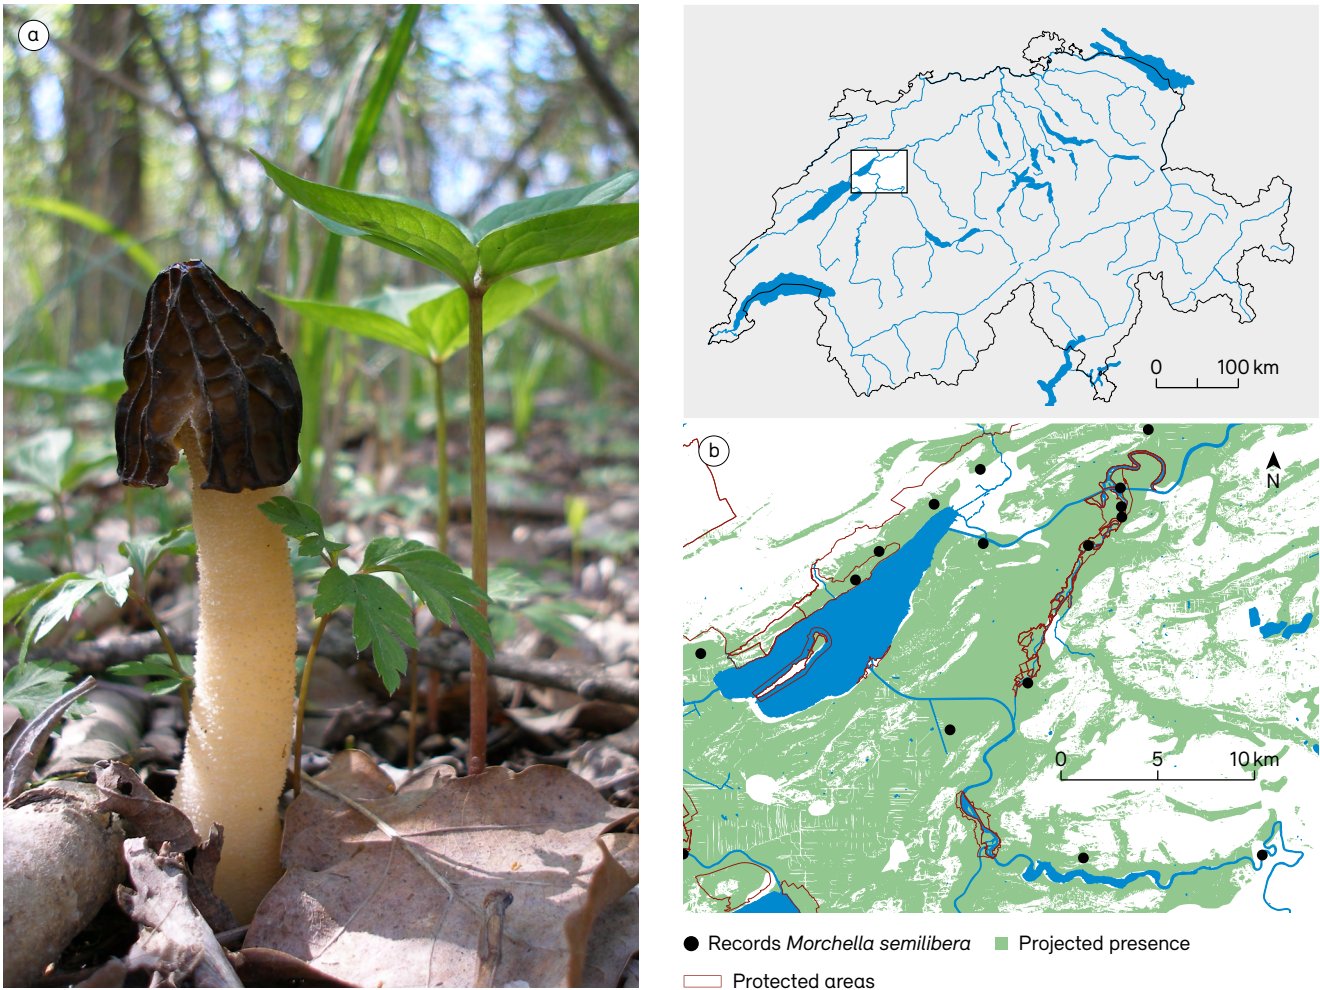 a
0 100 km
b
N
0 5 10 km
Records Morchella semilibera
Projected presence
Protected areas